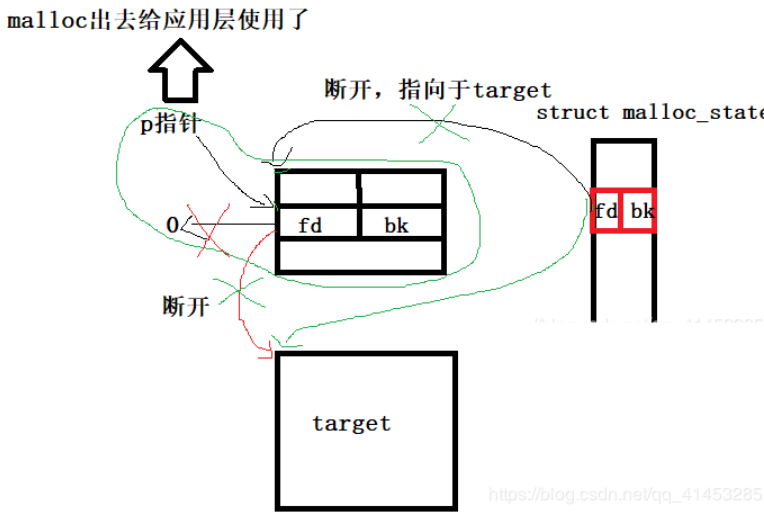 malloc出去给应用层使用了
断开，指向于target
struct malloc_state
p指针
fd bk
0
fd bk
断开
target
https://blog.csdn.net/qq_41453285